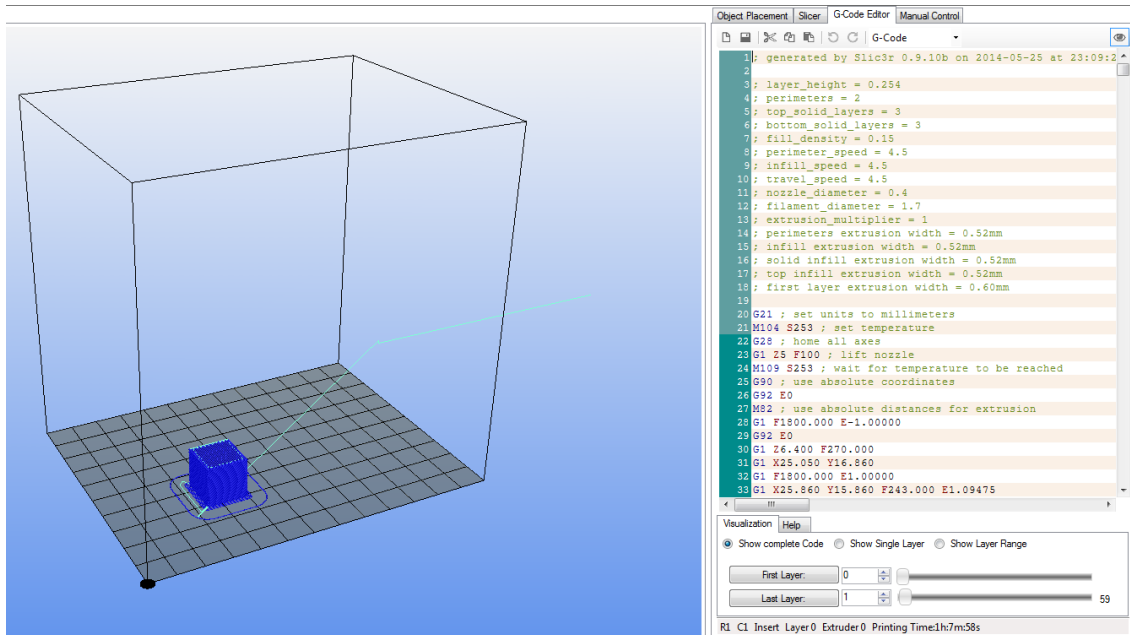 Object Placement Slicer G-Code Editor Manual Control
G-Code
1 ; generated by Slic3r 0.9.10b on 2014-05-25 at 23:09:2
2
3 ; layer_height = 0.254
4 ; perimeters = 2
5 ; top_solid_layers = 3
6 ; bottom_solid_layers = 3
7 ; fill_density = 0.15
8 ; perimeter_speed = 4.5
9 ; infill_speed = 4.5
10 ; travel_speed = 4.5
11 ; nozzle_diameter = 0.4
12 ; filament_diameter = 1.7
13 ; extrusion_multiplier = 1
14 ; perimeters extrusion width = 0.52mm
15 ; infill extrusion width = 0.52mm
16 ; solid infill extrusion width = 0.52mm
17 ; top infill extrusion width = 0.52mm
18 ; first layer extrusion width = 0.60mm
19
20 G21 ; set units to millimeters
21 M104 S253 ; set temperature
22 G28 ; home all axes
23 G1 Z5 F100 ; lift nozzle
24 M109 S253 ; wait for temperature to be reached
25 G90 ; use absolute coordinates
26 G92 E0
27 M82 ; use absolute distances for extrusion
28 G1 F1800.000 E-1.00000
29 G92 E0
30 G1 Z6.400 F270.000
31 G1 X25.050 Y16.860
32 G1 F1800.000 E1.00000
33 G1 X25.860 Y15.860 F243.000 E1.09475
Visualization Help
Show complete Code Show Single Layer Show Layer Range
First Layer: 0
Last Layer: 1 59
R1 C1 Insert Layer 0 Extruder 0 Printing Time:1h:7m:58s